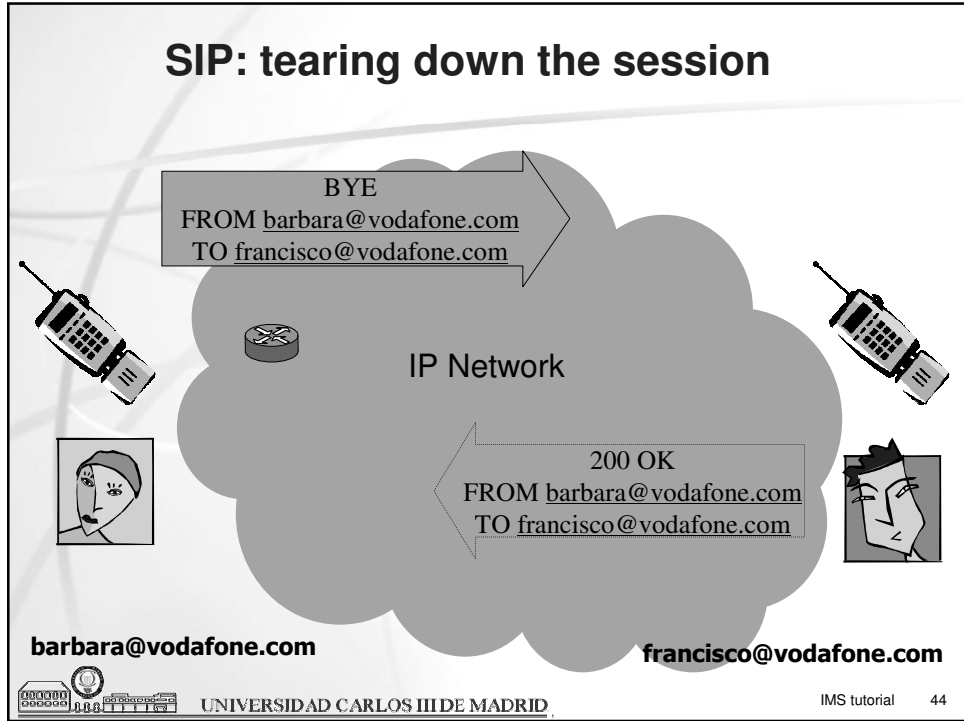 SIP: tearing down the session
BYE
FROM barbara@vodafone.com
TO francisco@vodafone.com
IP Network
200 OK
FROM barbara@vodafone.com
TO francisco@vodafone.com
barbara@vodafone.com
francisco@vodafone.com
UNIVERSIDAD CARLOS III DE MADRID
IMS tutorial 44